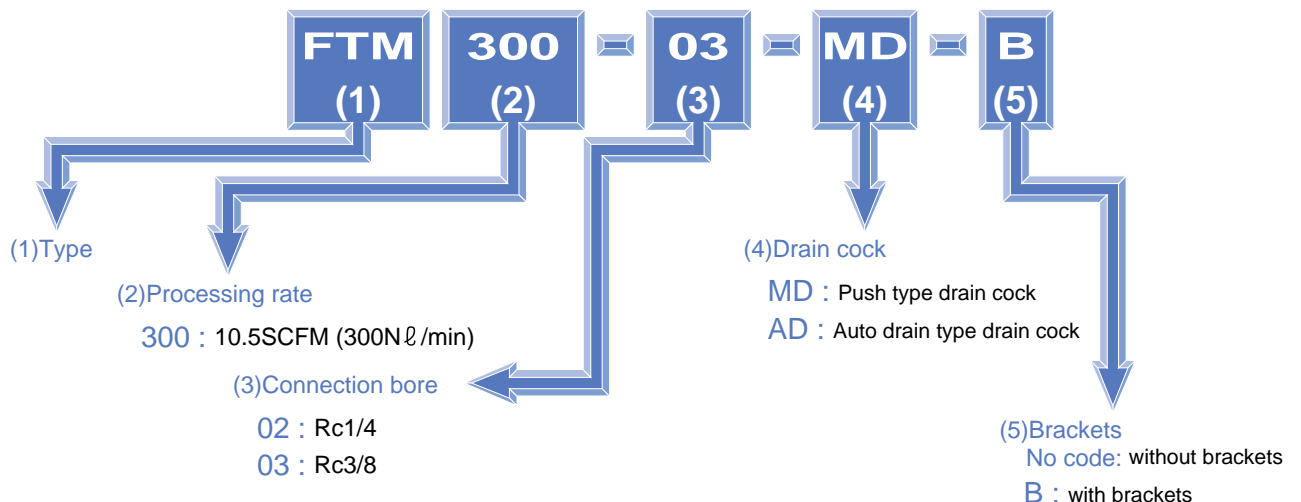 FTM 300 - 03 - MD - B
(1) (2) (3) (4) (5)
(1)Type
(2)Processing rate
300 : 10.5SCFM (300Nℓ/min)
(3)Connection bore
02 : Rc1/4
03 : Rc3/8
(4)Drain cock
MD : Push type drain cock
AD : Auto drain type drain cock
(5)Brackets
No code: without brackets
B : with brackets